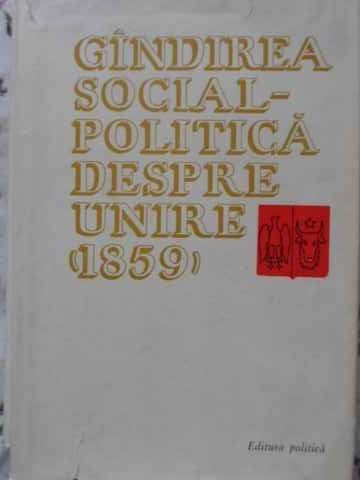 GÎNDIREA
SOCIAL-
POLITICĂ
DESPRE
UNIRE
(1859)
Editura politică